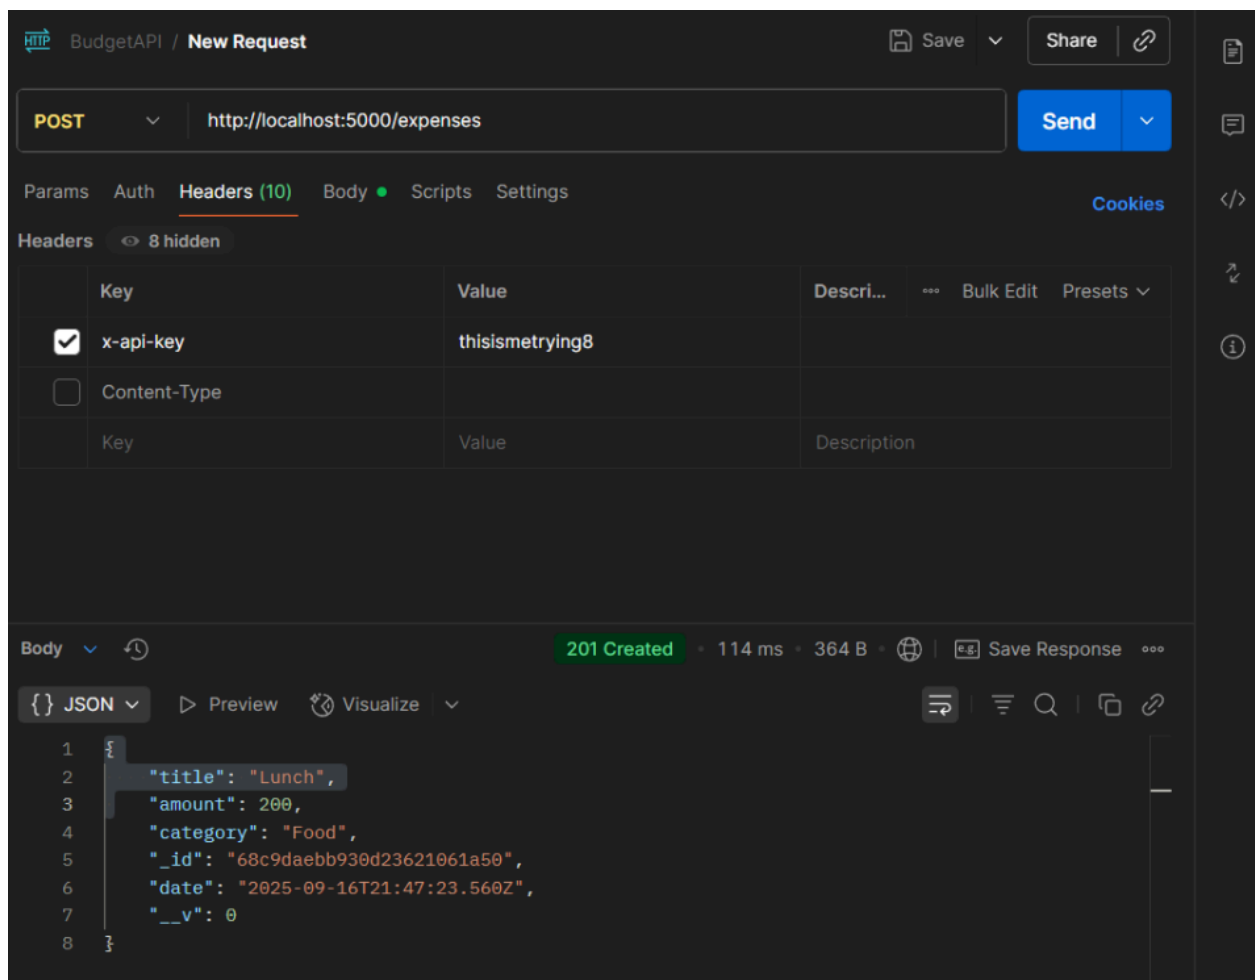 HTTP BudgetAPI / New Request Save Share
POST http://localhost:5000/expenses Send
Params Auth Headers (10) Body Scripts Settings Cookies
Headers 8 hidden
Key Value Descri... Bulk Edit Presets
x-api-key thisismetrying8
Content-Type
Key Value Description
Body 201 Created 114 ms 364 B e.g. Save Response
{} JSON Preview Visualize
1 {
2 "title": "Lunch",
3 "amount": 200,
4 "category": "Food",
5 "_id": "68c9daebb930d23621061a50",
6 "date": "2025-09-16T21:47:23.560Z",
7 "__v": 0
8 }